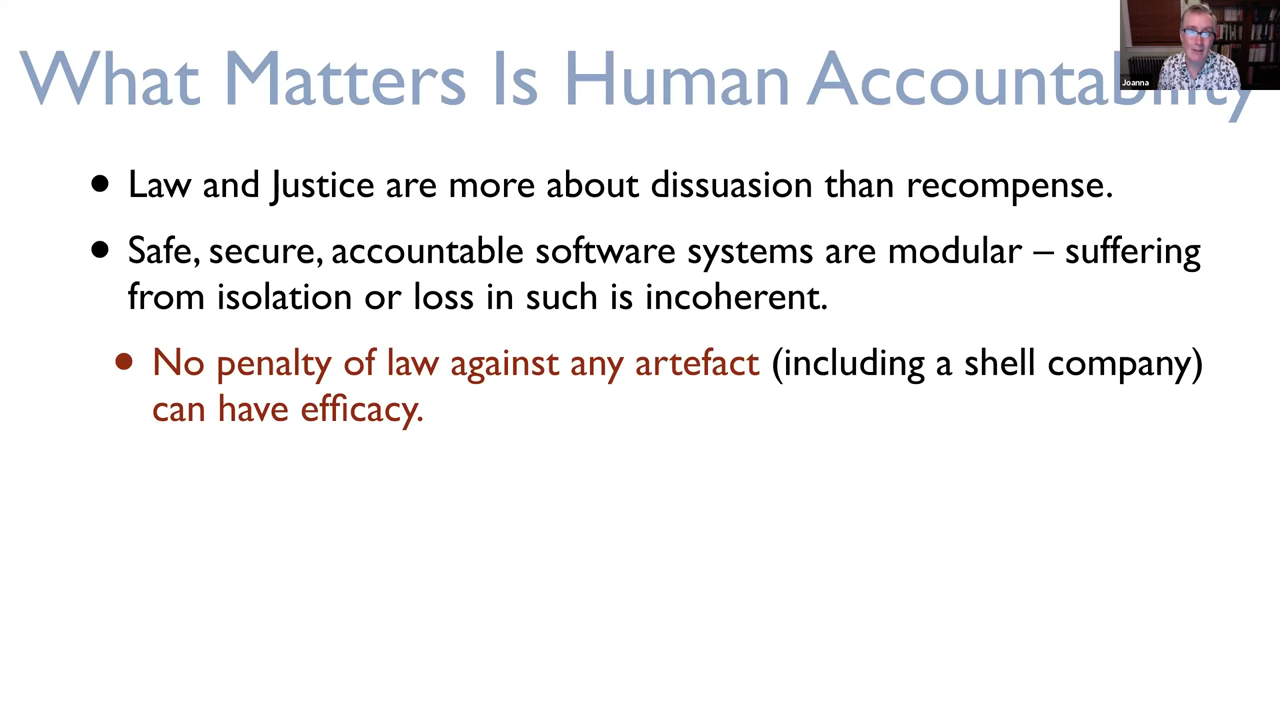 What Matters Is Human Accountability
Joanna
• Law and Justice are more about dissuasion than recompense.
• Safe, secure, accountable software systems are modular – suffering
from isolation or loss in such is incoherent.
• No penalty of law against any artefact (including a shell company)
can have efficacy.